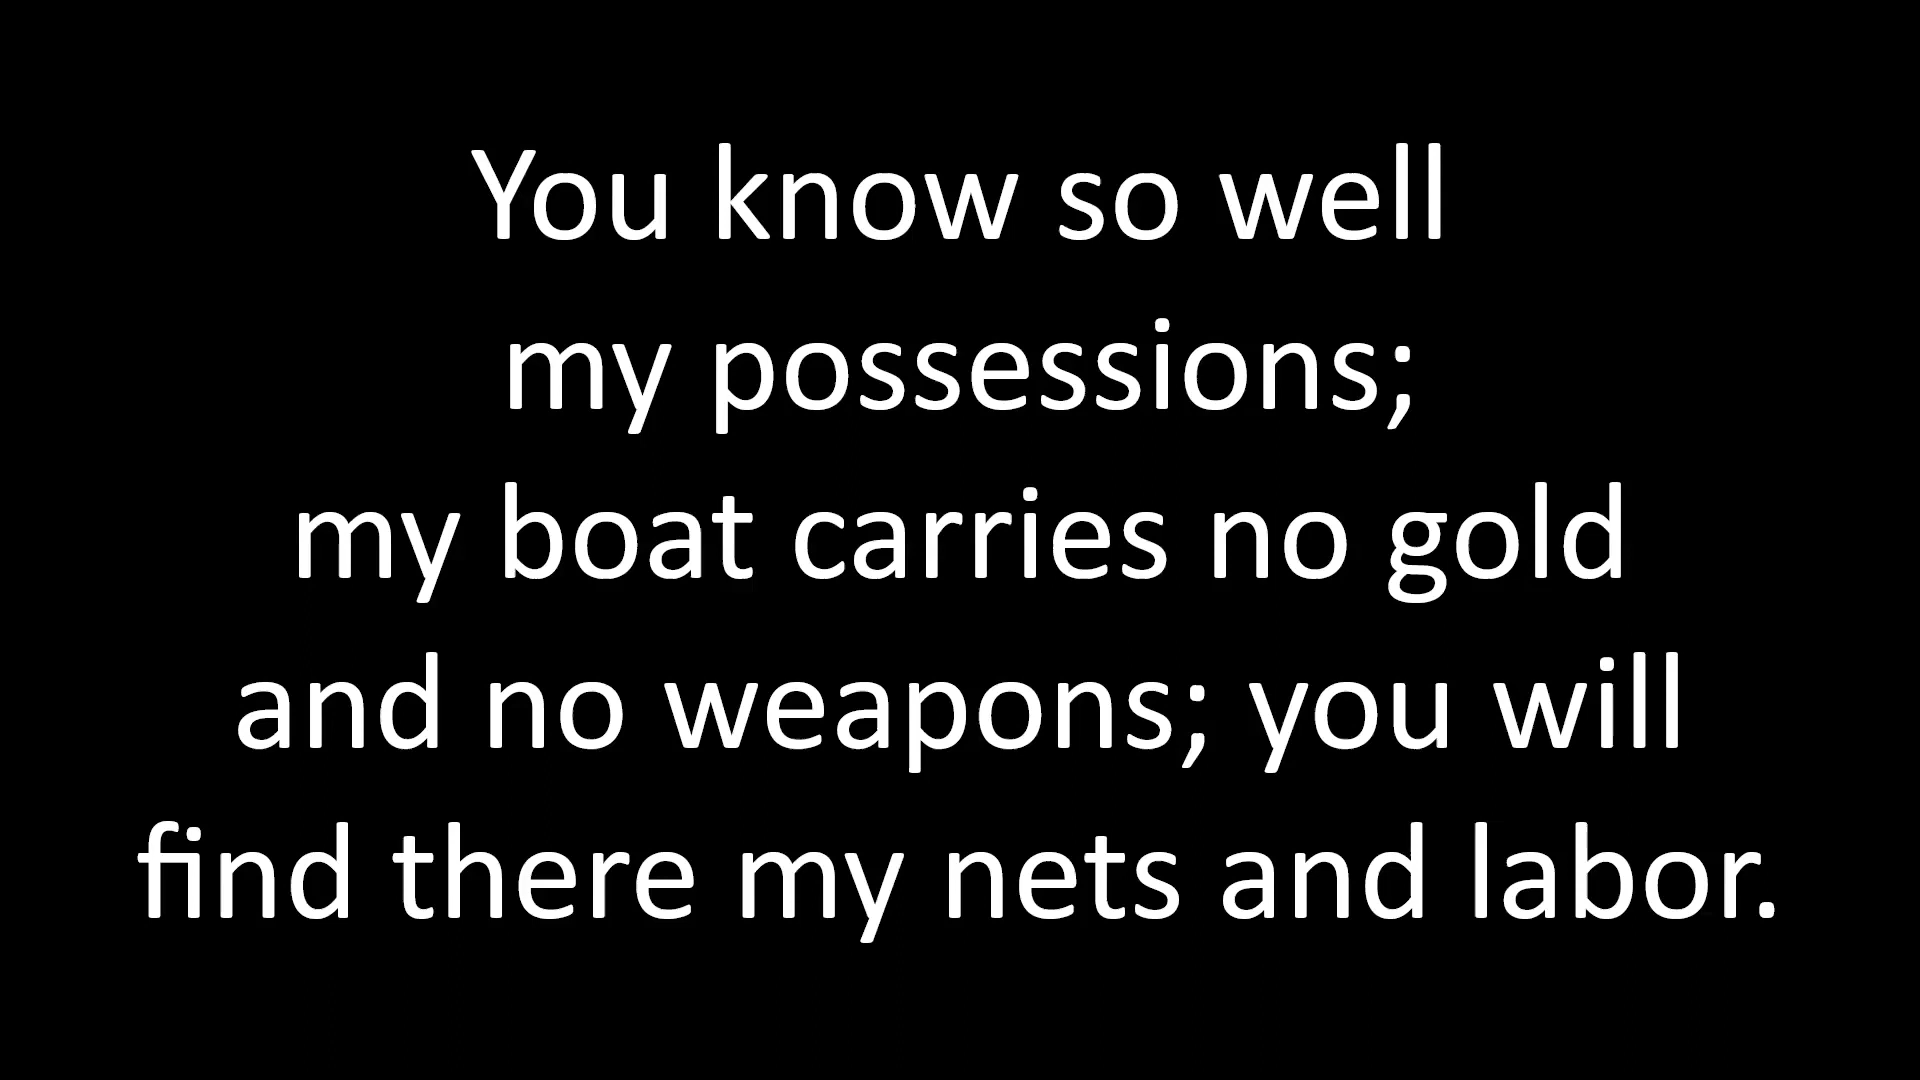 You know so well
my possessions;
my boat carries no gold
and no weapons; you will
find there my nets and labor.